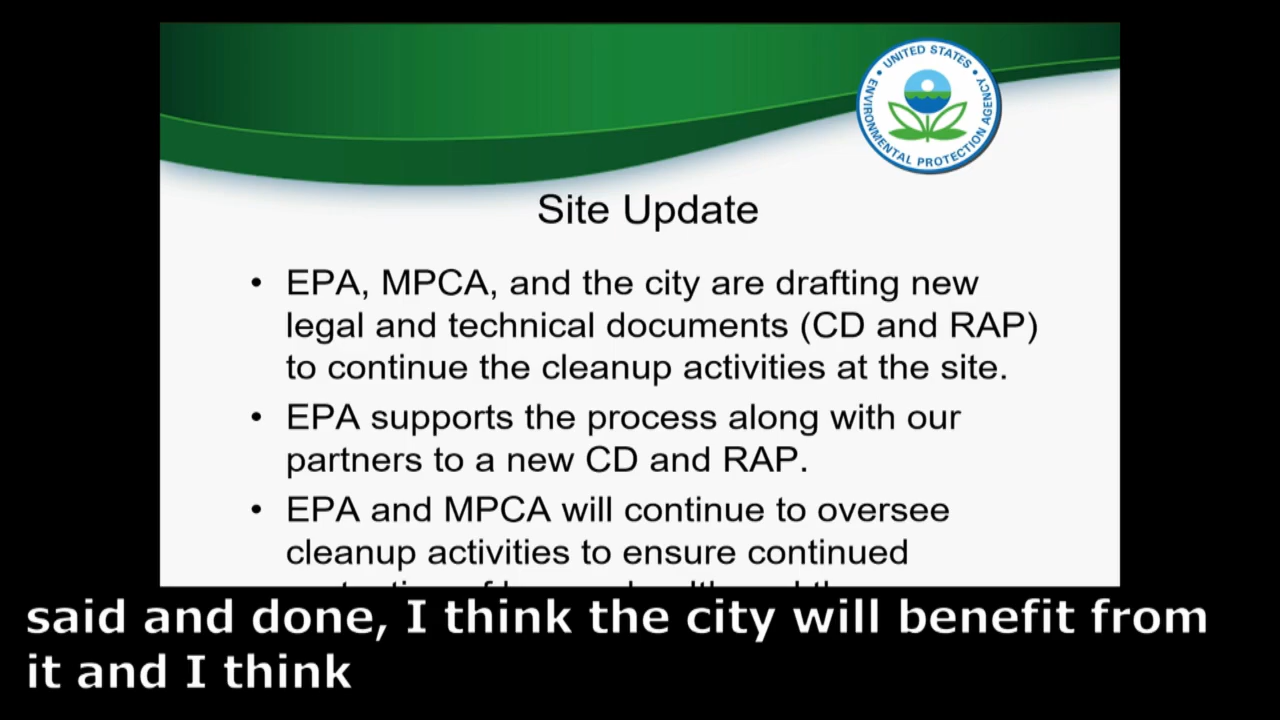 UNITED STATES
ENVIRONMENTAL PROTECTION AGENCY
Site Update
• EPA, MPCA, and the city are drafting new
legal and technical documents (CD and RAP)
to continue the cleanup activities at the site.
• EPA supports the process along with our
partners to a new CD and RAP.
• EPA and MPCA will continue to oversee
cleanup activities to ensure continued
said and done, I think the city will benefit from
it and I think